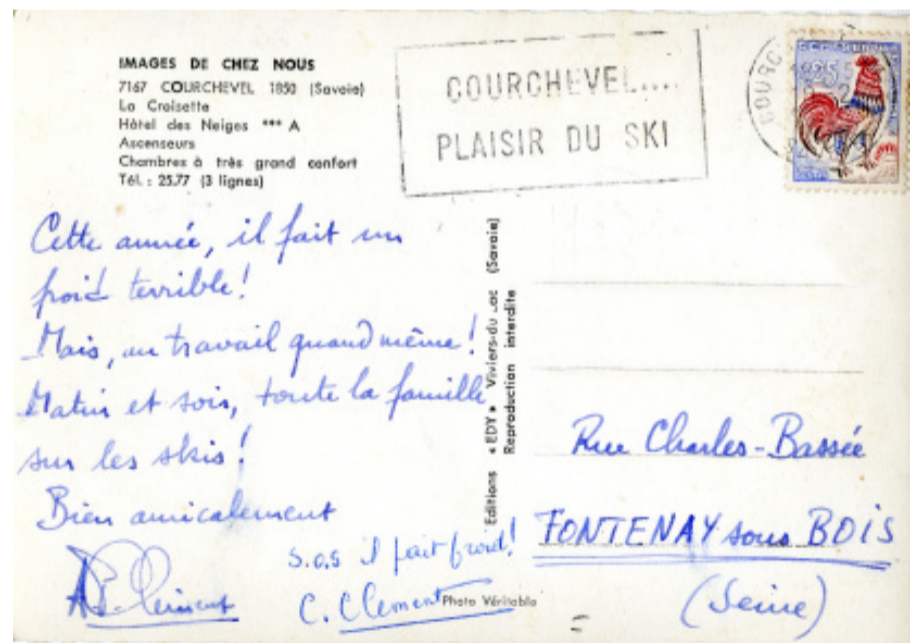 IMAGES DE CHEZ NOUS
7167 COURCHEVEL 1850 (Savoie)
La Croisette
Hôtel des Neiges *** A
Ascenseurs
Chambres à très grand confort
Tél. : 25.77 (3 lignes)
COURCHEVEL....
PLAISIR DU SKI
Cette année, il fait un
froid terrible!
Mais, au travail quand même!
Matin et soir, toute la famille
sur les skis!
Bien amicalement
Clément
S.O.S il fait froid!
C. Clement
Editions « EDY » Viviers-du-Lac (Savoie)
Reproduction interdite
Photo Véritable
Rue Charles-Bassée
FONTENAY sous BOIS
(Seine)